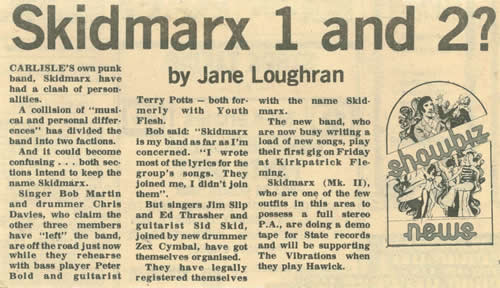 Skidmarx 1 and 2?
by Jane Loughran
CARLISLE'S own punk
band, Skidmarx have
had a clash of person-
alities.
A collision of "musi-
cal and personal differ-
ences" has divided the
band into two factions.
And it could become
confusing . . . both sec-
tions intend to keep the
name Skidmarx.
Singer Bob Martin
and drummer Chris
Davies, who claim the
other three members
have "left" the band,
are off the road just now
while they rehearse
with bass player Peter
Bold and guitarist
Terry Potts — both for-
merly with Youth
Flesh.
Bob said: "Skidmarx
is my band as far as I'm
concerned. "I wrote
most of the lyrics for the
group's songs. They
joined me, I didn't join
them".
But singers Jim Slip
and Ed Thrasher and
guitarist Sid Skid,
joined by new drummer
Zex Cymbal, have got
themselves organised.
They have legally
registered themselves
with the name Skid-
marx.
The new band, who
are now busy writing a
load of new songs, play
their first gig on Friday
at Kirkpatrick Fle-
ming.
Skidmarx (Mk. II),
who are one of the few
outfits in this area to
possess a full stereo
P.A., are doing a demo
tape for State records
and will be supporting
The Vibrations when
they play Hawick.
showbiz
news